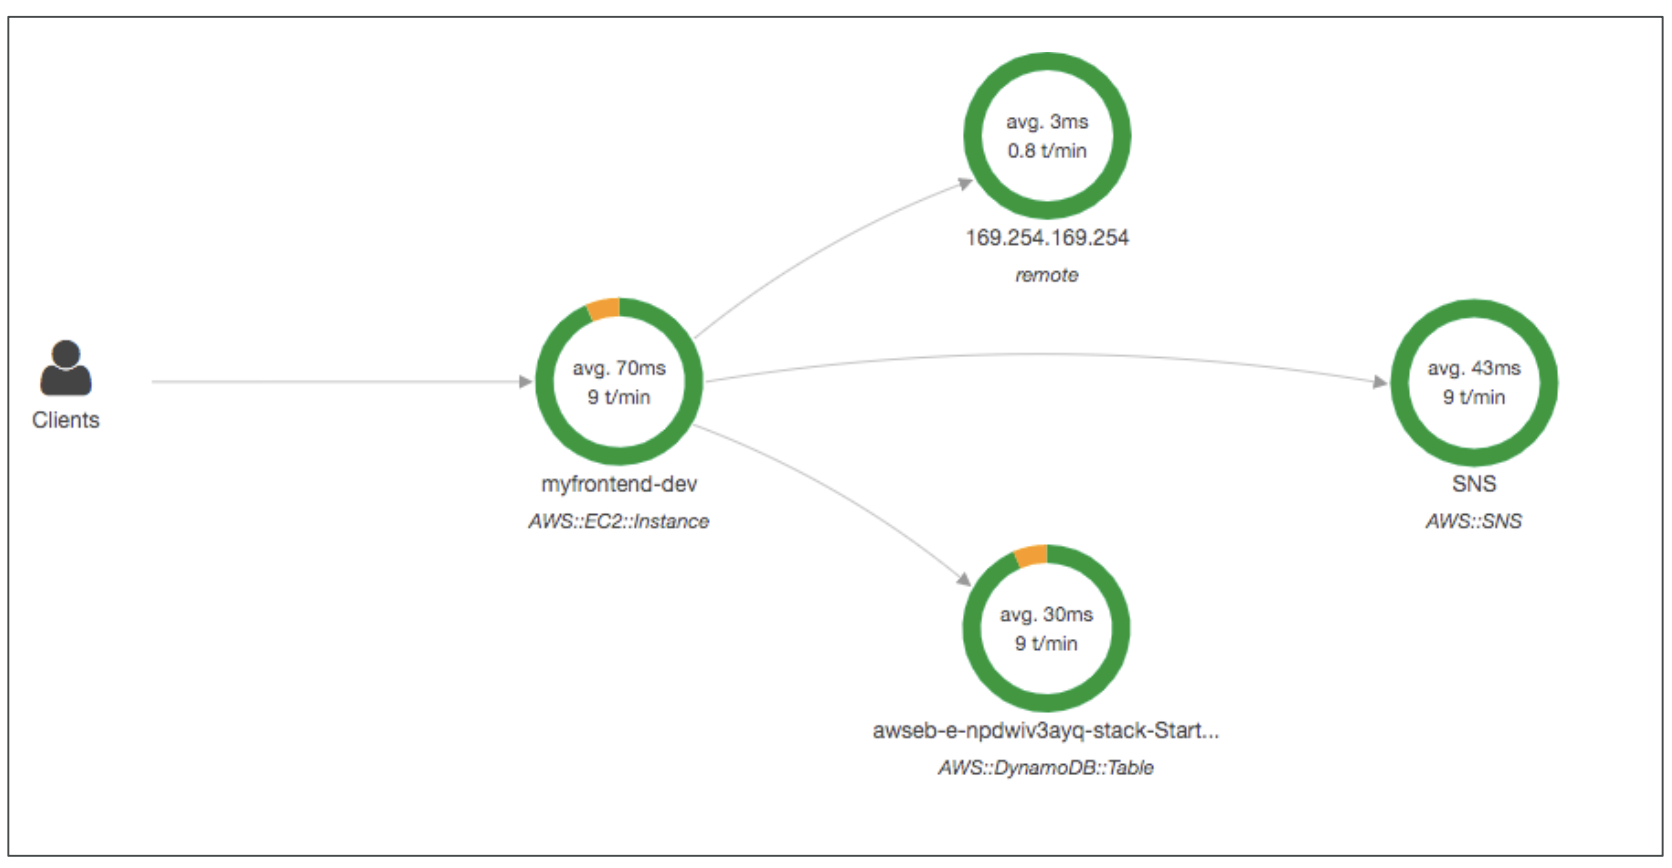 Clients
avg. 70ms
9 t/min
myfrontend-dev
AWS::EC2::Instance
avg. 3ms
0.8 t/min
169.254.169.254
remote
avg. 43ms
9 t/min
SNS
AWS::SNS
avg. 30ms
9 t/min
awseb-e-npdwiv3ayq-stack-Start...
AWS::DynamoDB::Table